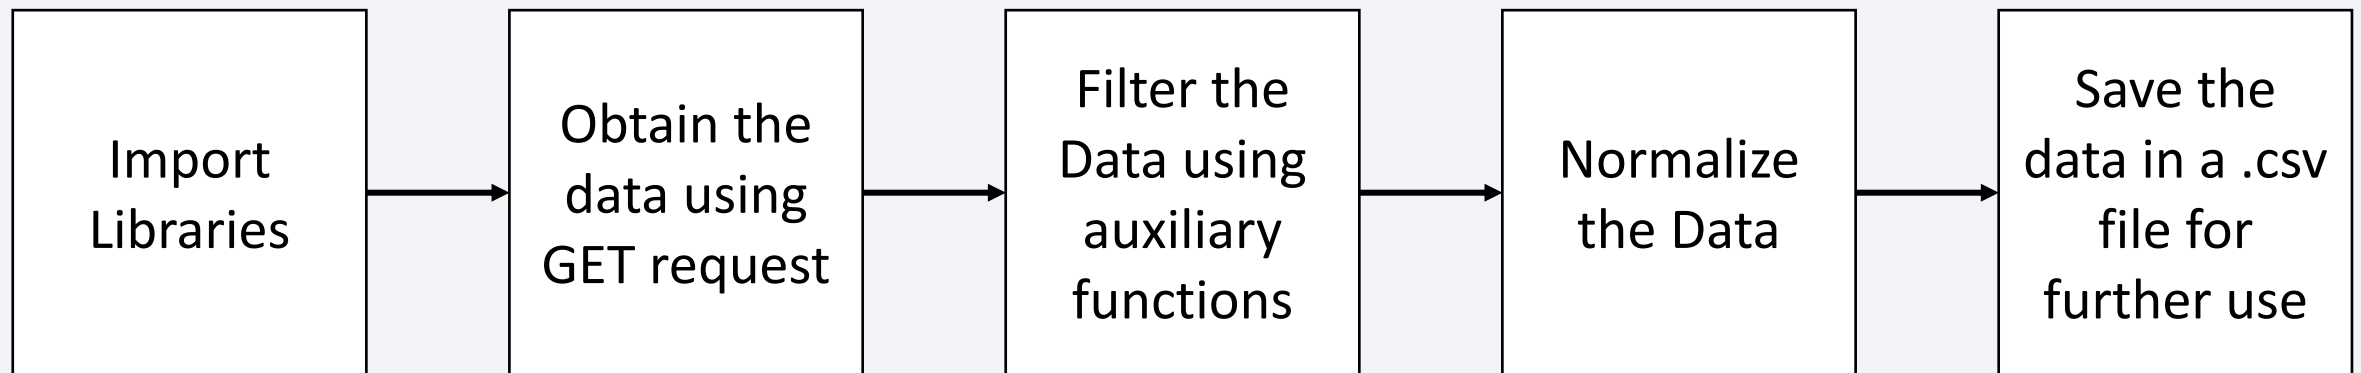 Import
Libraries
Obtain the
data using
GET request
Filter the
Data using
auxiliary
functions
Normalize
the Data
Save the
data in a .csv
file for
further use